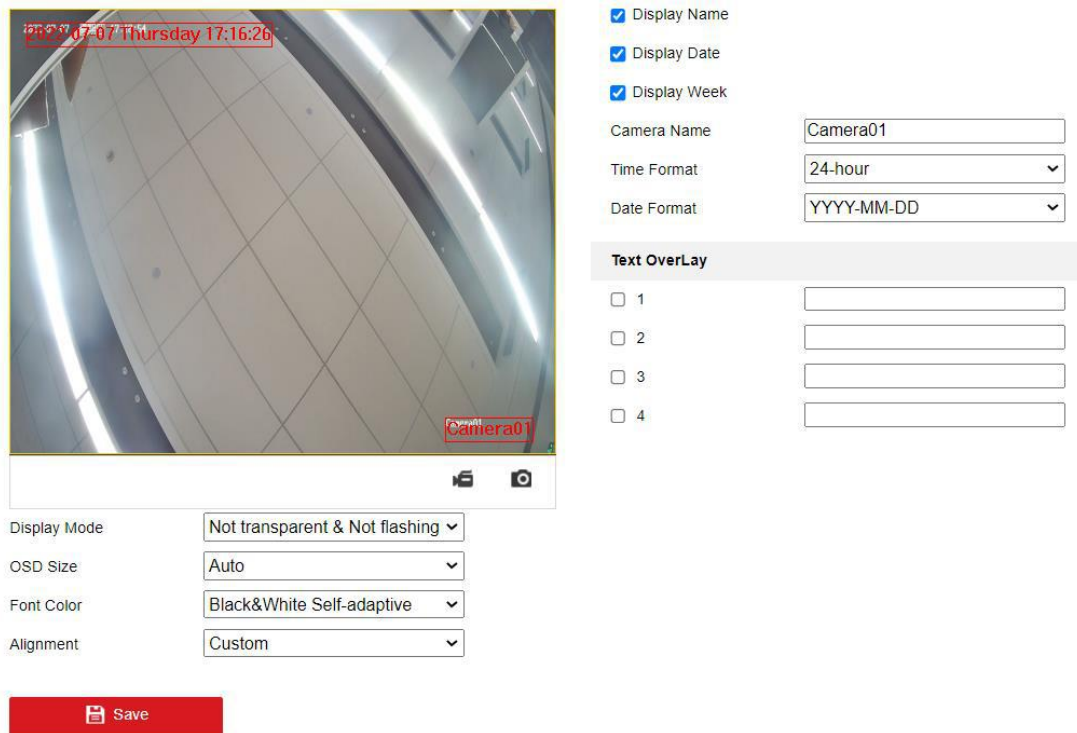 2022-07-07 Thursday 17:16:26
Camera01
Camera01
Display Mode
Not transparent & Not flashing
OSD Size
Auto
Font Color
Black&White Self-adaptive
Alignment
Custom
Save
Display Name
Display Date
Display Week
Camera Name
Camera01
Time Format
24-hour
Date Format
YYYY-MM-DD
Text OverLay
1
2
3
4